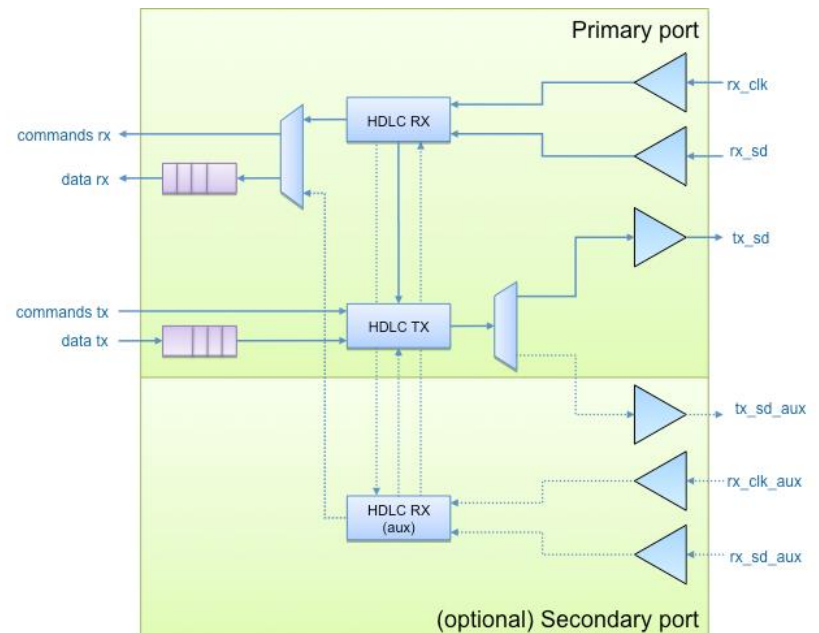 Primary port
rx_clk
HDLC RX
commands rx
rx_sd
data rx
tx_sd
commands tx
HDLC TX
data tx
tx_sd_aux
rx_clk_aux
HDLC RX
(aux)
rx_sd_aux
(optional) Secondary port